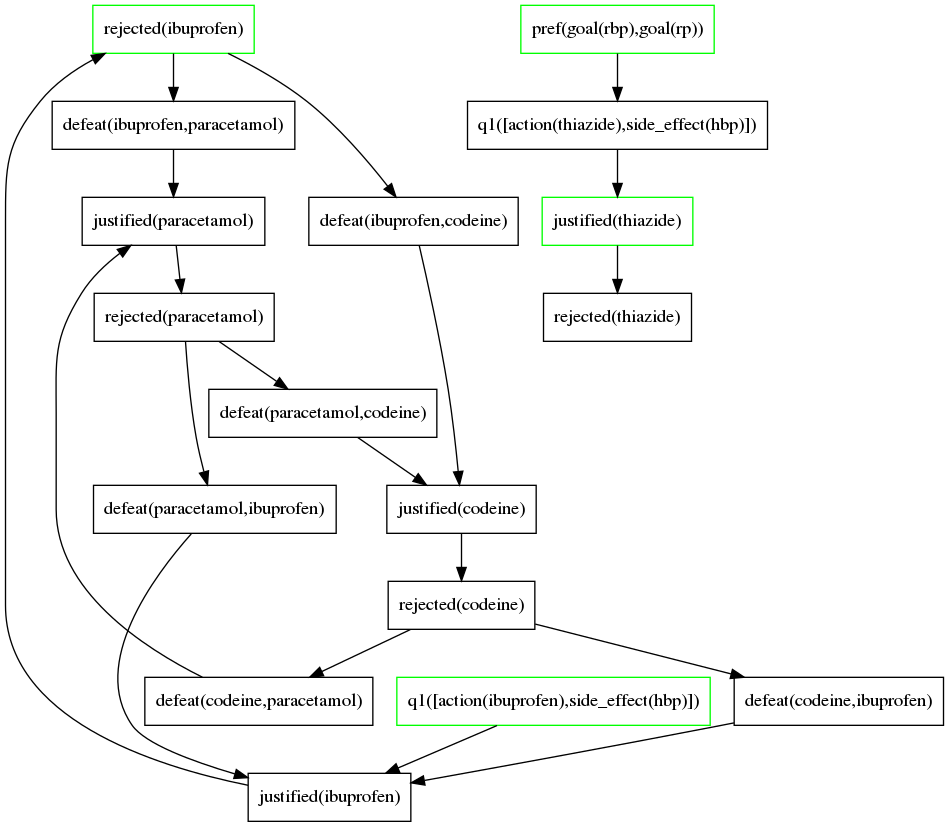 rejected(ibuprofen)
pref(goal(rbp),goal(rp))
defeat(ibuprofen,paracetamol)
q1([action(thiazide),side_effect(hbp)])
justified(paracetamol)
defeat(ibuprofen,codeine)
justified(thiazide)
rejected(paracetamol)
rejected(thiazide)
defeat(paracetamol,codeine)
defeat(paracetamol,ibuprofen)
justified(codeine)
rejected(codeine)
defeat(codeine,paracetamol)
q1([action(ibuprofen),side_effect(hbp)])
defeat(codeine,ibuprofen)
justified(ibuprofen)